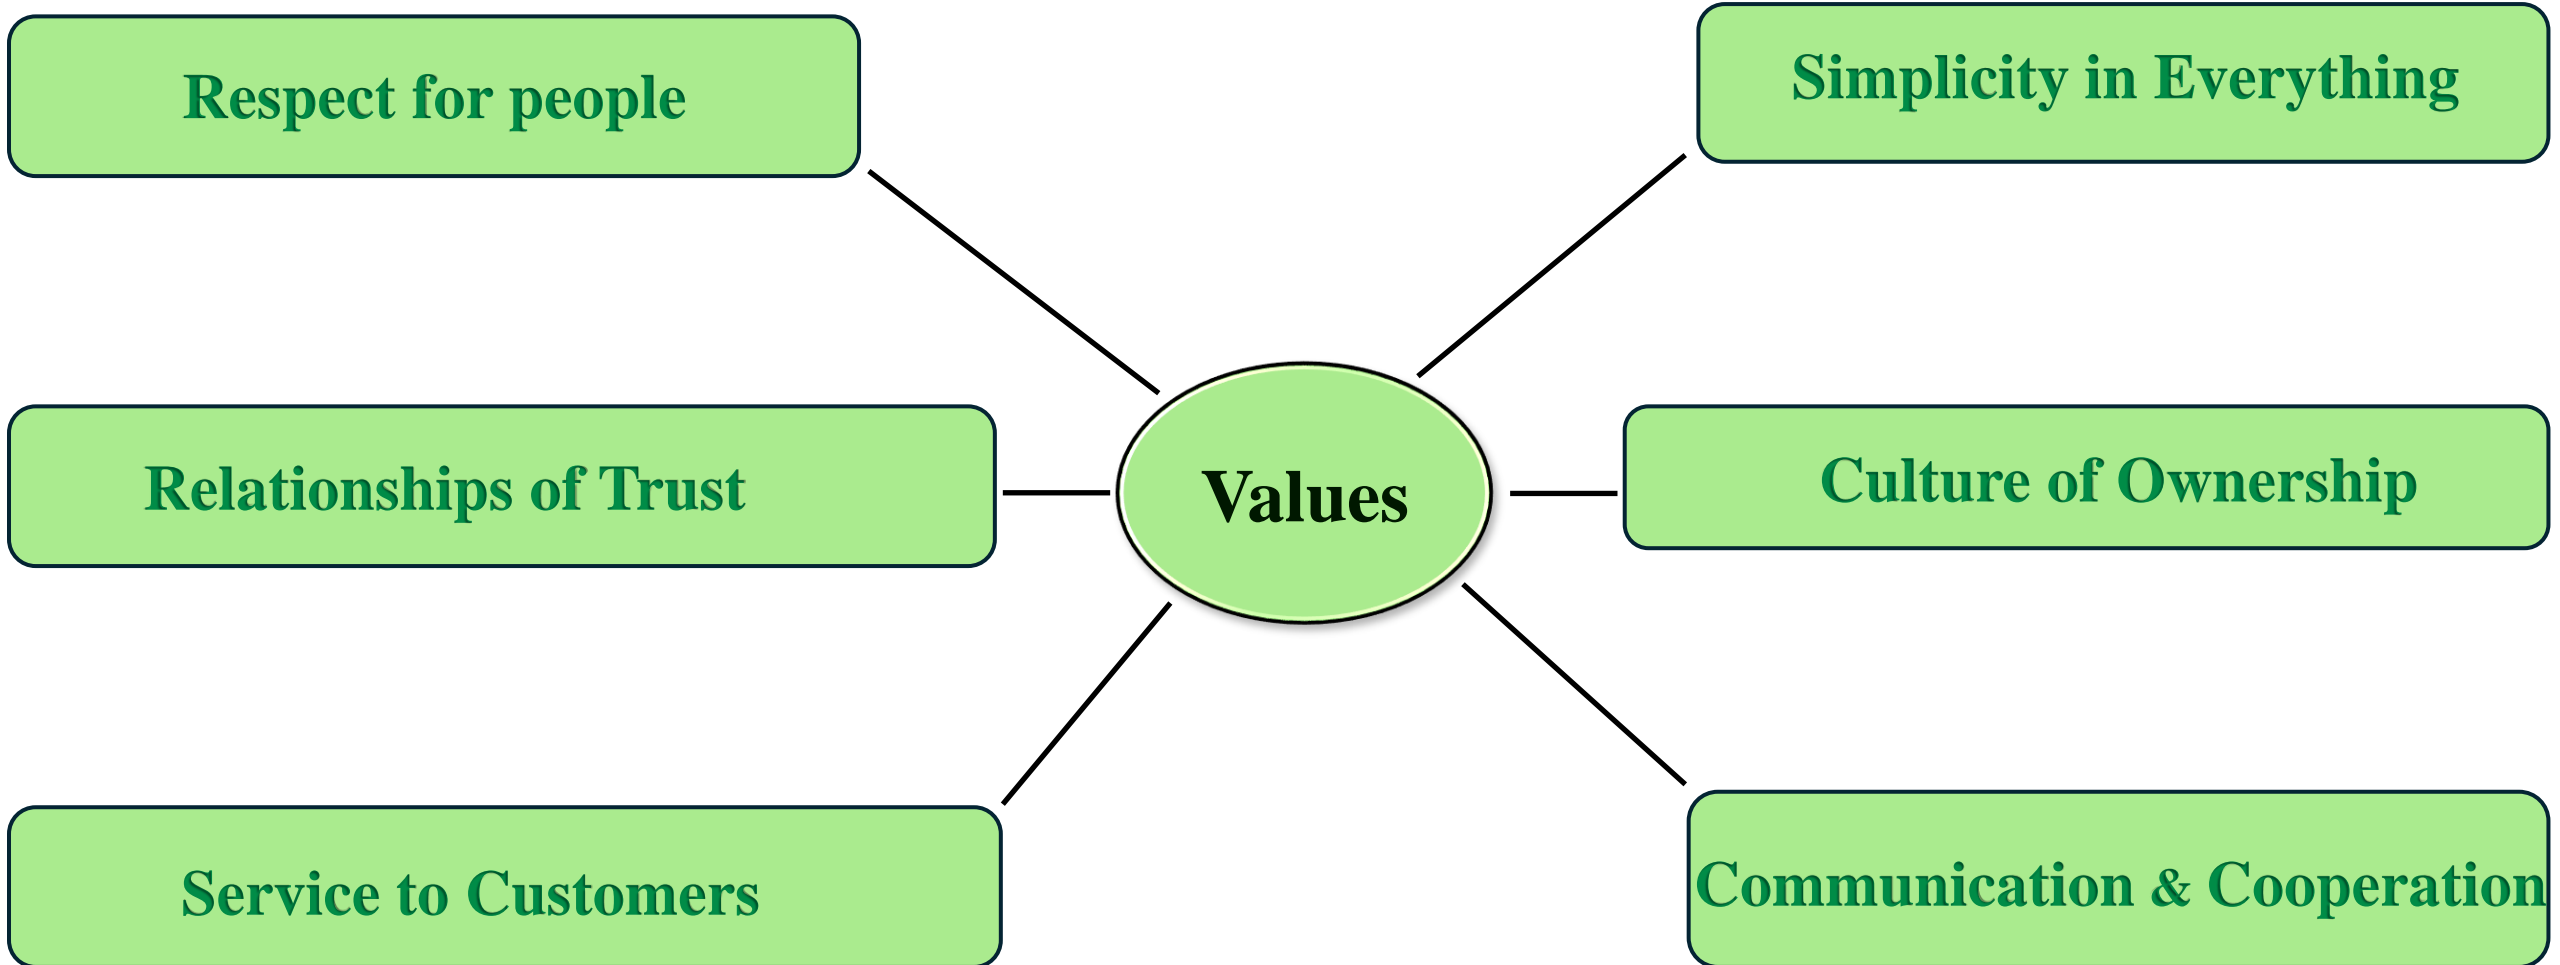 Respect for people
Simplicity in Everything
Relationships of Trust
Values
Culture of Ownership
Service to Customers
Communication & Cooperation